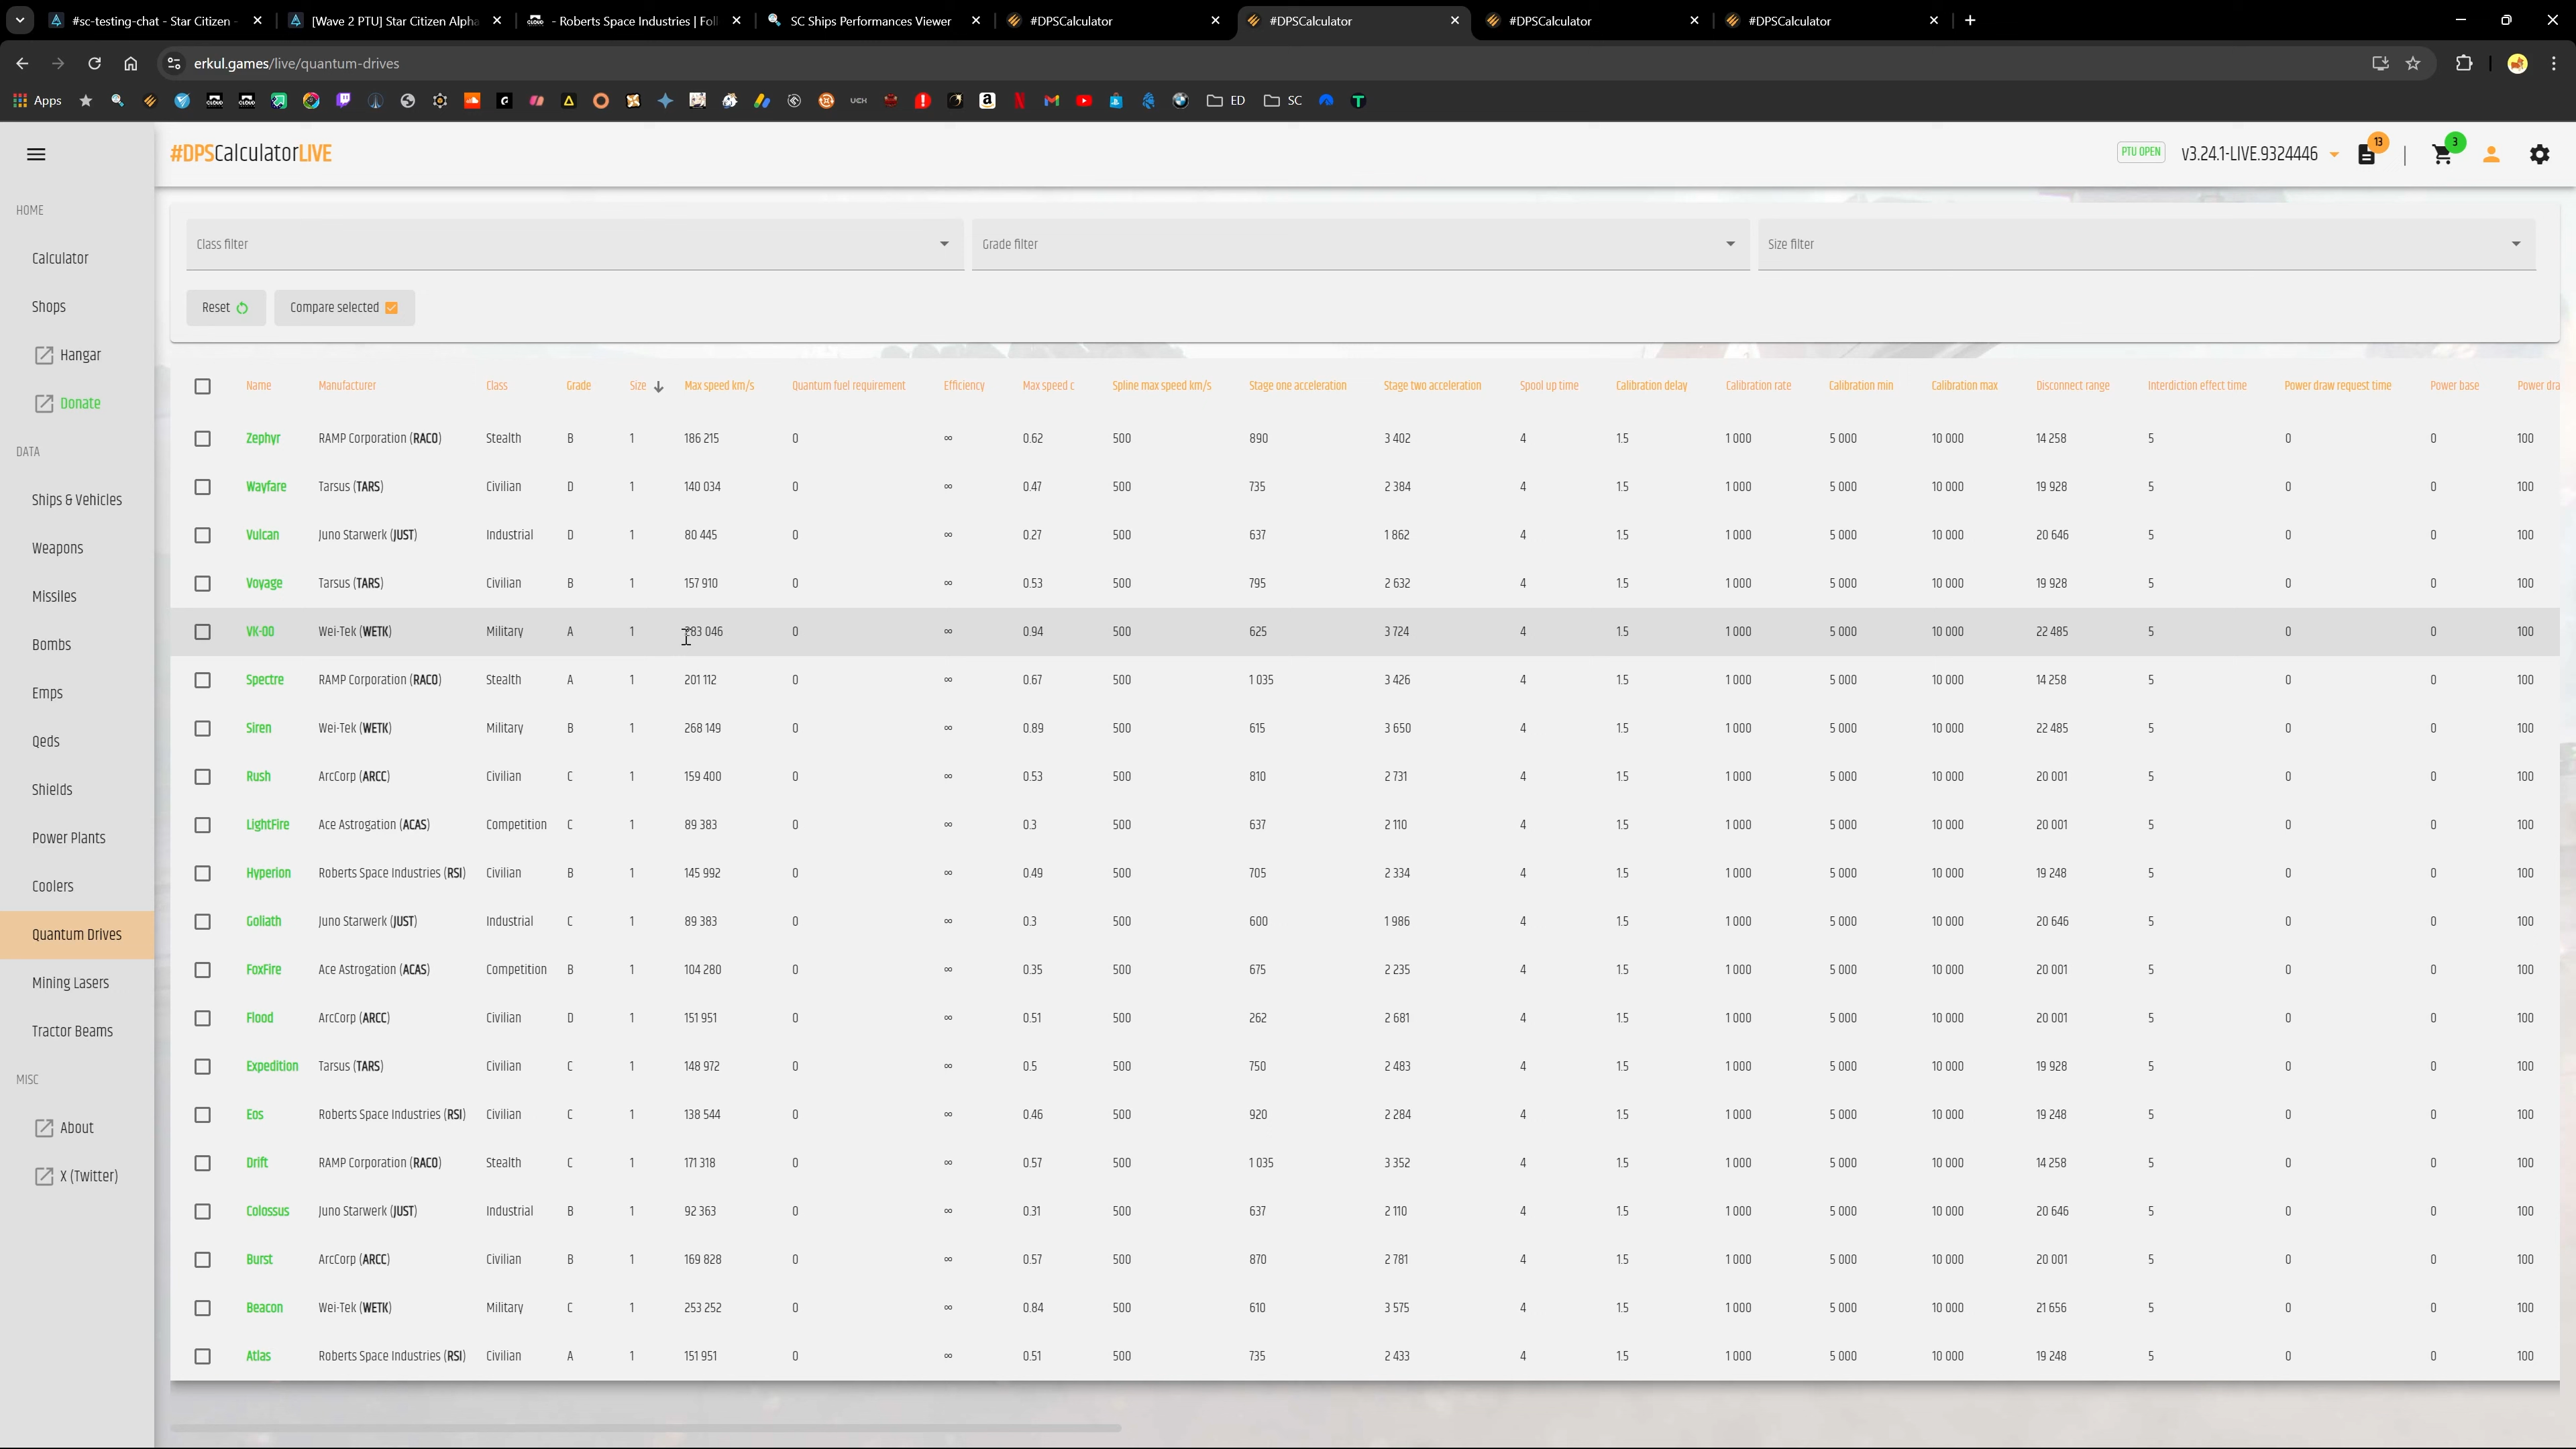 #sc-testing-chat - Star Citizen -
[Wave 2 PTU] Star Citizen Alpha
- Roberts Space Industries | Foll
SC Ships Performances Viewer
#DPSCalculator
#DPSCalculator
#DPSCalculator
#DPSCalculator
erkul.games/live/quantum-drives
Apps
UCH
ED
SC
#DPSCalculatorLIVE
PTU OPEN
v3.24.1-LIVE.9324446
13
3
HOME
Calculator
Shops
Hangar
Donate
DATA
Ships & Vehicles
Weapons
Missiles
Bombs
Emps
Qeds
Shields
Power Plants
Coolers
Quantum Drives
Mining Lasers
Tractor Beams
MISC
About
X (Twitter)
Class filter
Grade filter
Size filter
Reset
Compare selected
Name Manufacturer Class Grade Size Max speed km/s Quantum fuel requirement Efficiency Max speed c Spline max speed km/s Stage one acceleration Stage two acceleration Spool up time Calibration delay Calibration rate Calibration min Calibration max Disconnect range Interdiction effect time Power draw request time Power base Power dra
Zephyr RAMP Corporation (RACO) Stealth B 1 186 215 0 ∞ 0.62 500 890 3 402 4 1.5 1 000 5 000 10 000 14 258 5 0 0 100
Wayfare Tarsus (TARS) Civilian D 1 140 034 0 ∞ 0.47 500 735 2 384 4 1.5 1 000 5 000 10 000 19 928 5 0 0 100
Vulcan Juno Starwerk (JUST) Industrial D 1 80 445 0 ∞ 0.27 500 637 1 862 4 1.5 1 000 5 000 10 000 20 646 5 0 0 100
Voyage Tarsus (TARS) Civilian B 1 157 910 0 ∞ 0.53 500 795 2 632 4 1.5 1 000 5 000 10 000 19 928 5 0 0 100
VK-00 Wei-Tek (WETK) Military A 1 283 046 0 ∞ 0.94 500 625 3 724 4 1.5 1 000 5 000 10 000 22 485 5 0 0 100
Spectre RAMP Corporation (RACO) Stealth A 1 201 112 0 ∞ 0.67 500 1 035 3 426 4 1.5 1 000 5 000 10 000 14 258 5 0 0 100
Siren Wei-Tek (WETK) Military B 1 268 149 0 ∞ 0.89 500 615 3 650 4 1.5 1 000 5 000 10 000 22 485 5 0 0 100
Rush ArcCorp (ARCC) Civilian C 1 159 400 0 ∞ 0.53 500 810 2 731 4 1.5 1 000 5 000 10 000 20 001 5 0 0 100
LightFire Ace Astrogation (ACAS) Competition C 1 89 383 0 ∞ 0.3 500 637 2 110 4 1.5 1 000 5 000 10 000 20 001 5 0 0 100
Hyperion Roberts Space Industries (RSI) Civilian B 1 145 992 0 ∞ 0.49 500 705 2 334 4 1.5 1 000 5 000 10 000 19 248 5 0 0 100
Goliath Juno Starwerk (JUST) Industrial C 1 89 383 0 ∞ 0.3 500 600 1 986 4 1.5 1 000 5 000 10 000 20 646 5 0 0 100
FoxFire Ace Astrogation (ACAS) Competition B 1 104 280 0 ∞ 0.35 500 675 2 235 4 1.5 1 000 5 000 10 000 20 001 5 0 0 100
Flood ArcCorp (ARCC) Civilian D 1 151 951 0 ∞ 0.51 500 262 2 681 4 1.5 1 000 5 000 10 000 20 001 5 0 0 100
Expedition Tarsus (TARS) Civilian C 1 148 972 0 ∞ 0.5 500 750 2 483 4 1.5 1 000 5 000 10 000 19 928 5 0 0 100
Eos Roberts Space Industries (RSI) Civilian C 1 138 544 0 ∞ 0.46 500 920 2 284 4 1.5 1 000 5 000 10 000 19 248 5 0 0 100
Drift RAMP Corporation (RACO) Stealth C 1 171 318 0 ∞ 0.57 500 1 035 3 352 4 1.5 1 000 5 000 10 000 14 258 5 0 0 100
Colossus Juno Starwerk (JUST) Industrial B 1 92 363 0 ∞ 0.31 500 637 2 110 4 1.5 1 000 5 000 10 000 20 646 5 0 0 100
Burst ArcCorp (ARCC) Civilian B 1 169 828 0 ∞ 0.57 500 870 2 781 4 1.5 1 000 5 000 10 000 20 001 5 0 0 100
Beacon Wei-Tek (WETK) Military C 1 253 252 0 ∞ 0.84 500 610 3 575 4 1.5 1 000 5 000 10 000 21 656 5 0 0 100
Atlas Roberts Space Industries (RSI) Civilian A 1 151 951 0 ∞ 0.51 500 735 2 433 4 1.5 1 000 5 000 10 000 19 248 5 0 0 100